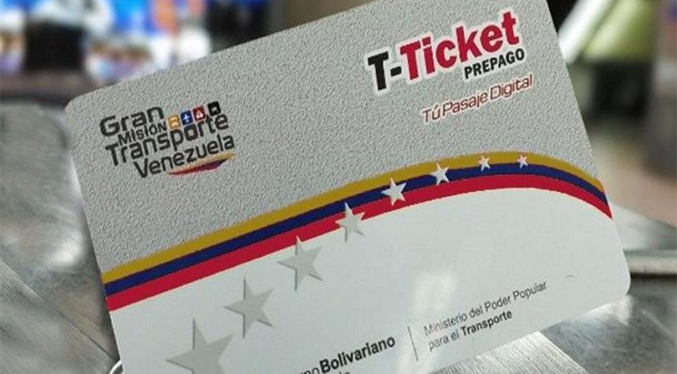 T-Ticket
PREPAGO
Tú Pasaje Digital
Gran
MISIÓN
Transporte
Venezuela
Bolivariano
Ministerio del Poder Popular
para el Transporte